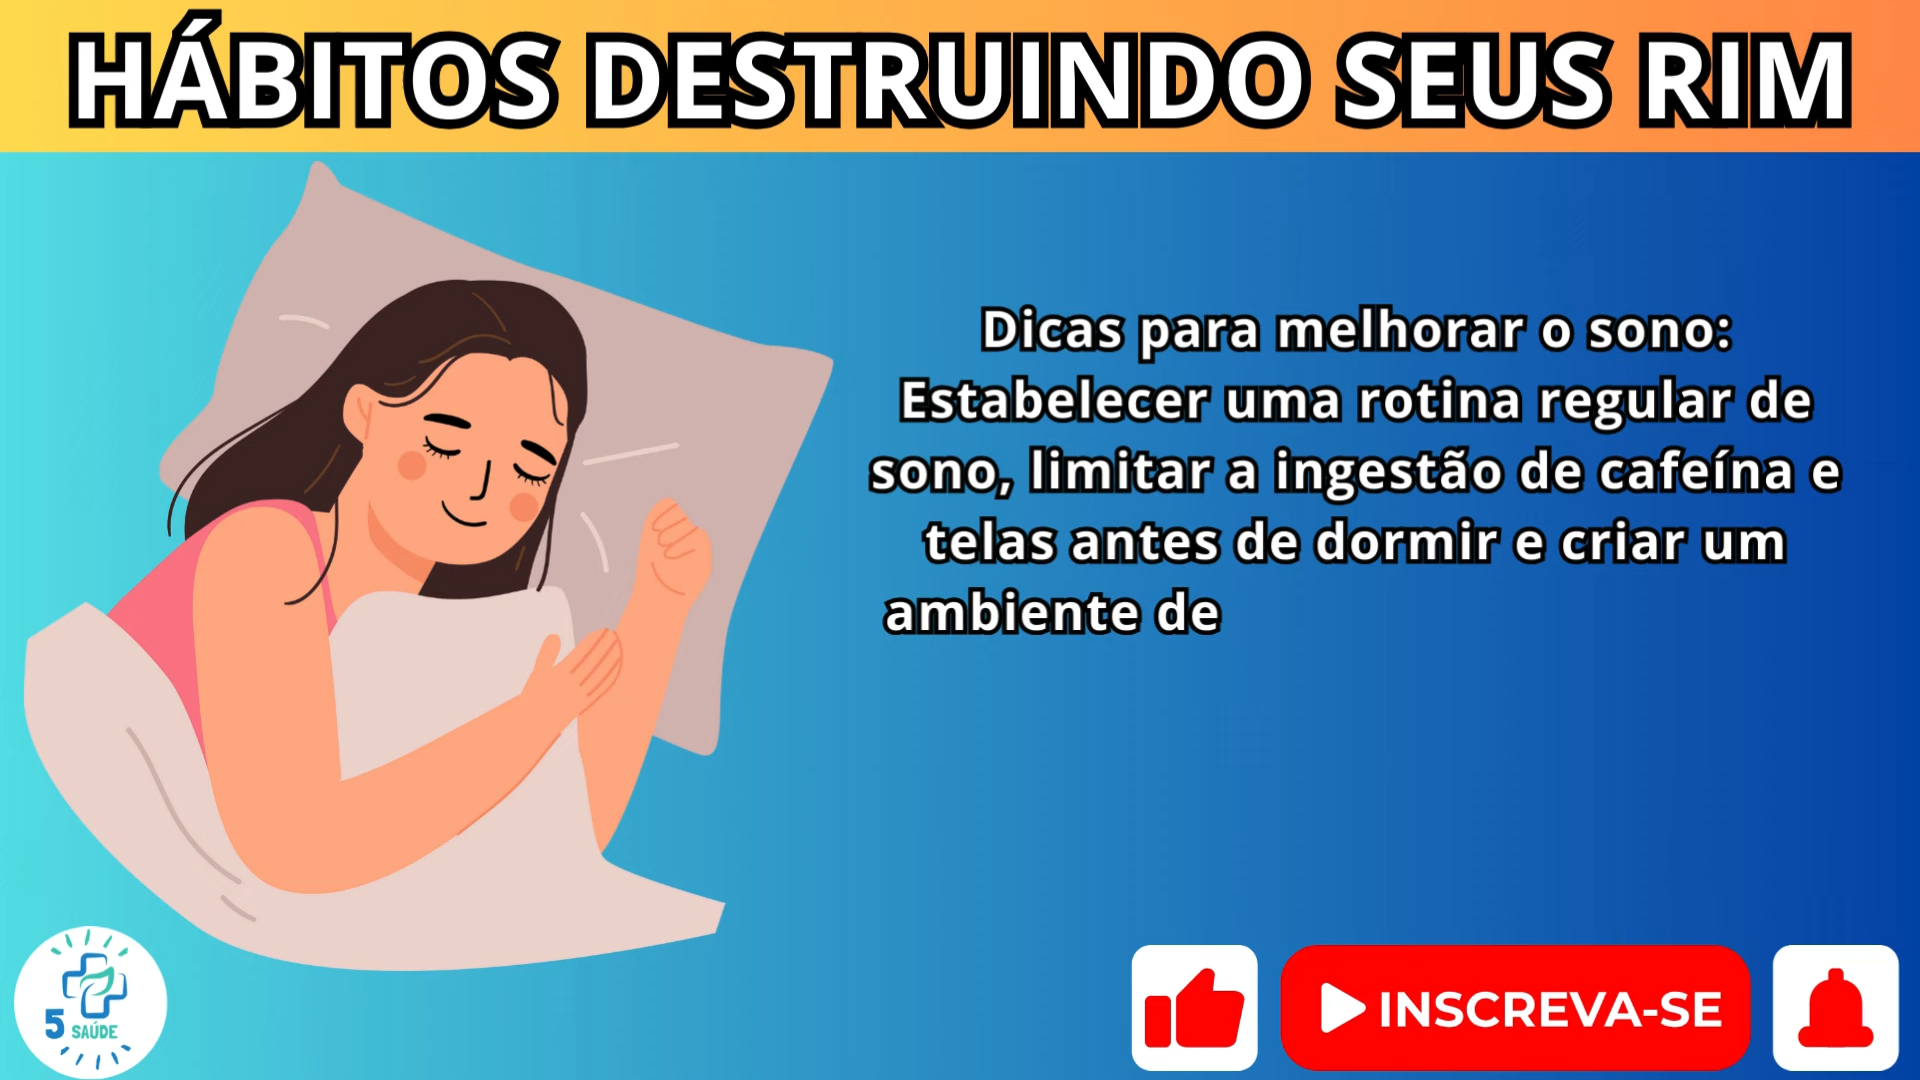 HÁBITOS DESTRUINDO SEUS RIM
Dicas para melhorar o sono:
Estabelecer uma rotina regular de
sono, limitar a ingestão de cafeína e
telas antes de dormir e criar um
ambiente de
5 SAÚDE
INSCREVA-SE